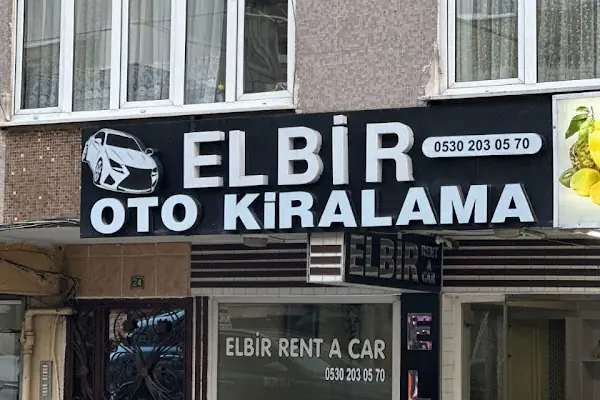 ELBİR
0530 203 05 70
OTO KİRALAMA
ELBİR
RENT
A
CAR
24
ELBİR RENT A CAR
0530 203 05 70
E
L